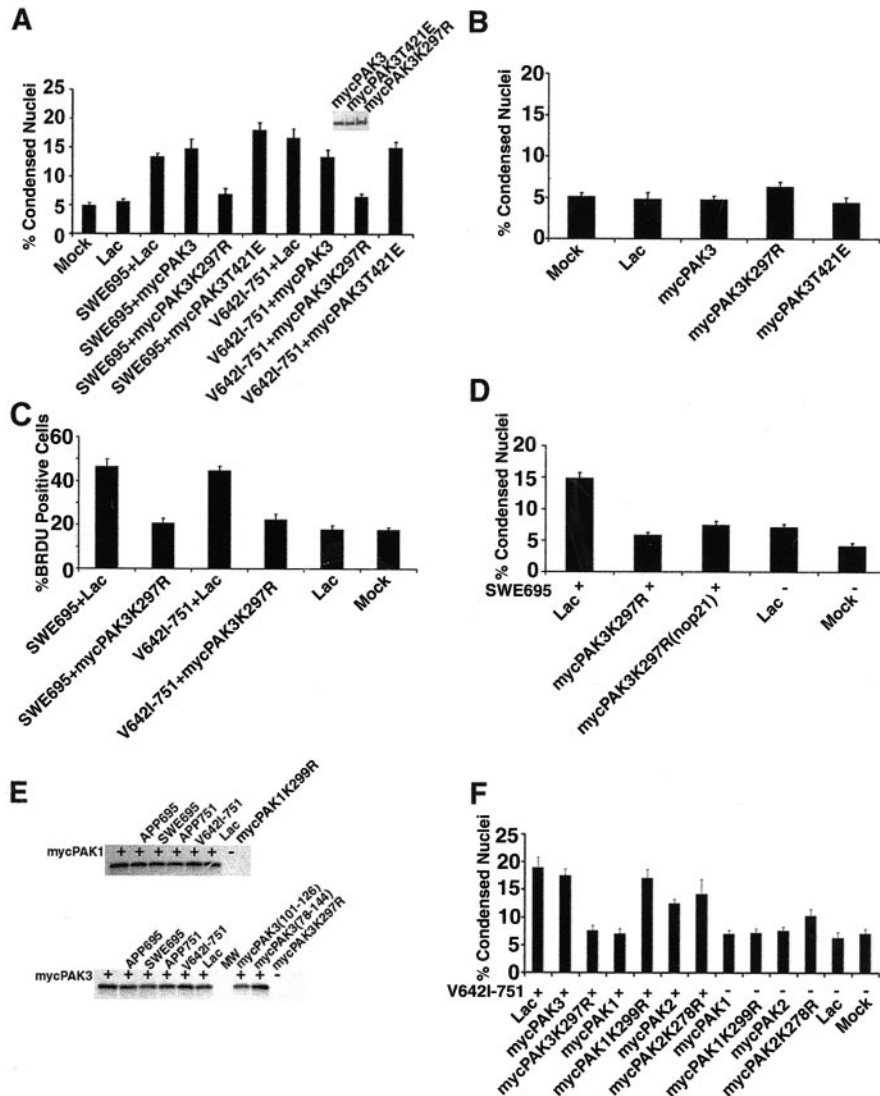 A
% Condensed Nuclei
25
20
15
10
5
0
mycPAK3
mycPAK3T421E
mycPAK3K297R
Mock
Lac
SWE695+Lac
SWE695+mycPAK3
SWE695+mycPAK3K297R
SWE695+mycPAK3T421E
V642I-751+Lac
V642I-751+mycPAK3
V642I-751+mycPAK3K297R
V642I-751+mycPAK3T421E
B
% Condensed Nuclei
20
15
10
5
0
Mock
Lac
mycPAK3
mycPAK3K297R
mycPAK3T421E
C
%BRDU Positive Cells
60
40
20
0
SWE695+Lac
SWE695+mycPAK3K297R
V642I-751+Lac
V642I-751+mycPAK3K297R
Lac
Mock
D
% Condensed Nuclei
20
15
10
5
0
SWE695
Lac +
mycPAK3K297R +
mycPAK3K297R(nop21) +
Lac -
Mock -
E
APP695
SWE695
APP751
V642I-751
Lac
mycPAK1K299R
mycPAK1
+ + + + + + -
APP695
SWE695
APP751
V642I-751
Lac
MW
mycPAK3(101-126)
mycPAK3(78-144)
mycPAK3K297R
mycPAK3
+ + + + + + + + -
F
% Condensed Nuclei
25
20
15
10
5
0
V642I-751
Lac +
mycPAK3+
mycPAK3K297R+
mycPAK1+
mycPAK1K299R+
mycPAK2+
mycPAK2K278R+
mycPAK1-
mycPAK1K299R-
mycPAK2-
mycPAK2K278R-
Lac-
Mock-